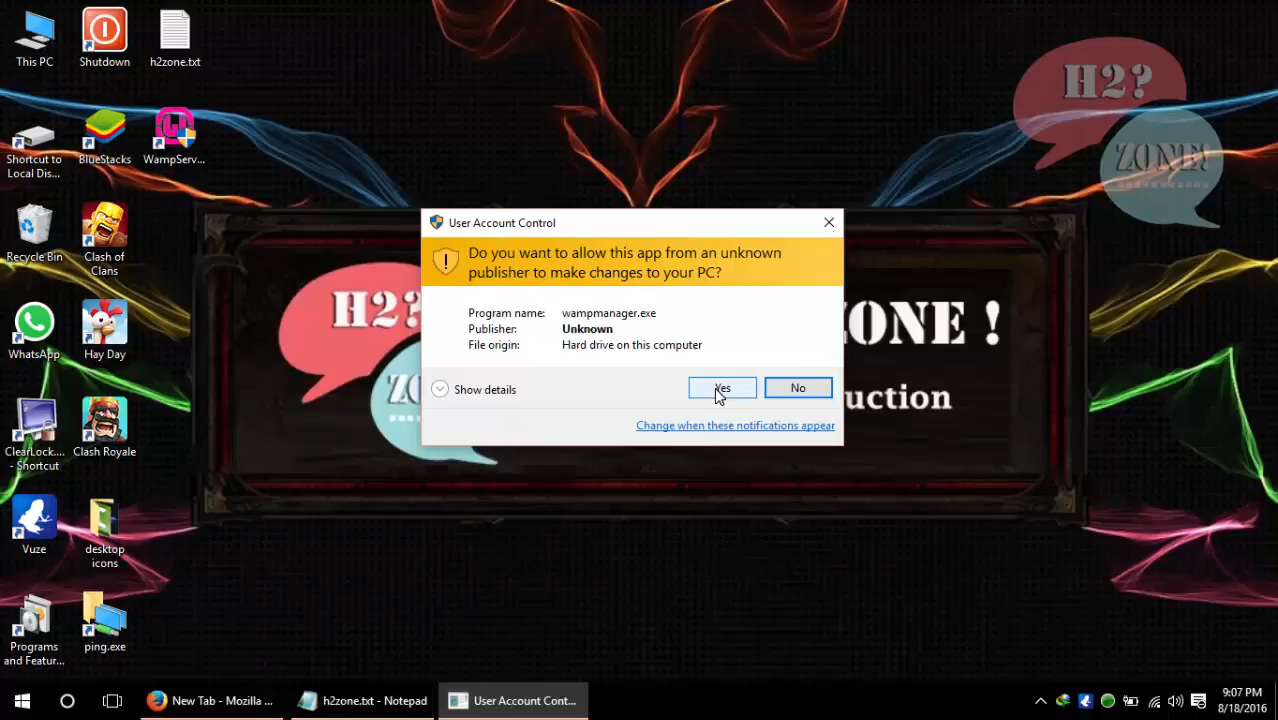 This PC
Shutdown
h2zone.txt
H2?
ZONE!
Shortcut to
Local Dis...
BlueStacks
WampServ...
Recycle Bin
Clash of
Clans
WhatsApp
Hay Day
ClearLock....
- Shortcut
Clash Royale
Vuze
desktop
icons
Programs
and Featur...
ping.exe
User Account Control
Do you want to allow this app from an unknown
publisher to make changes to your PC?
Program name: wampmanager.exe
Publisher: Unknown
File origin: Hard drive on this computer
Show details
Yes
No
Change when these notifications appear
H2?
ZO
ZONE !
uction
New Tab - Mozilla ...
h2zone.txt - Notepad
User Account Cont...
9:07 PM
8/18/2016